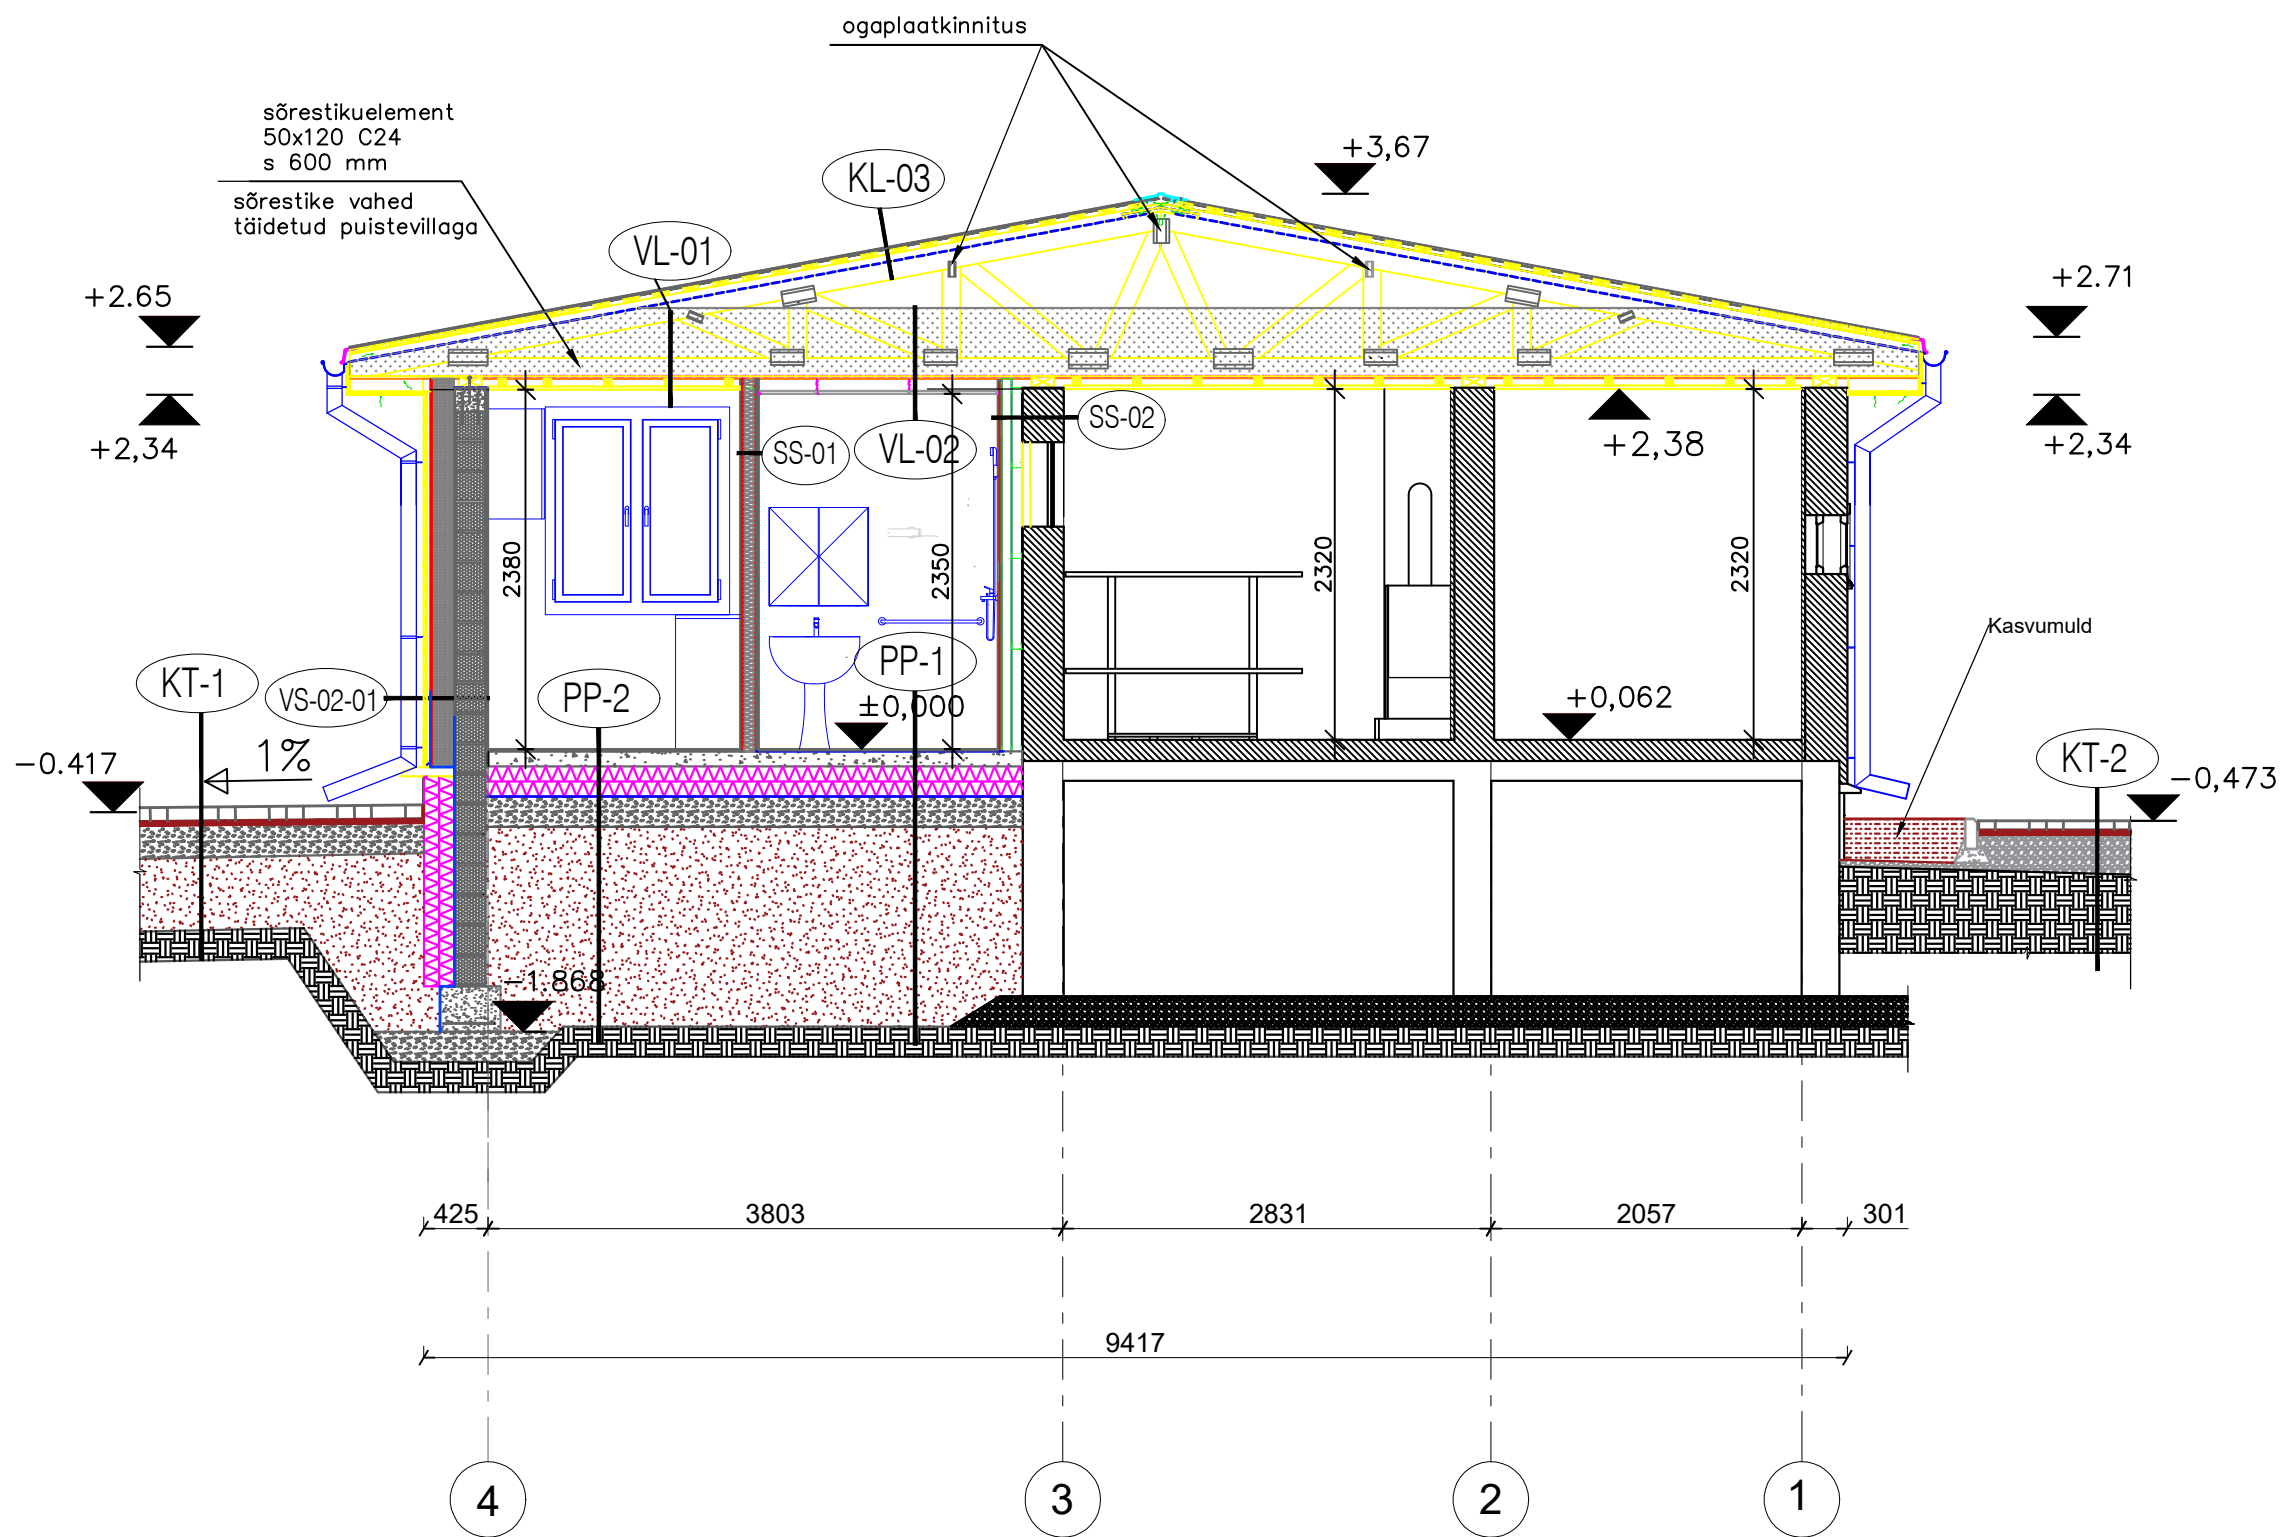 ogaplaatkinnitus
sõrestikuelement
50x120 C24
s 600 mm
sõrestike vahed
täidetud puistevillaga
KL-03
+3,67
VL-01
+2.65
+2.71
+2,34
SS-01
VL-02
SS-02
+2,38
+2,34
2380
2350
2320
2320
Kasvumuld
KT-1
VS-02-01
PP-2
PP-1
±0,000
+0,062
1%
-0.417
KT-2
-0,473
-1.868
425
3803
2831
2057
301
9417
4
3
2
1